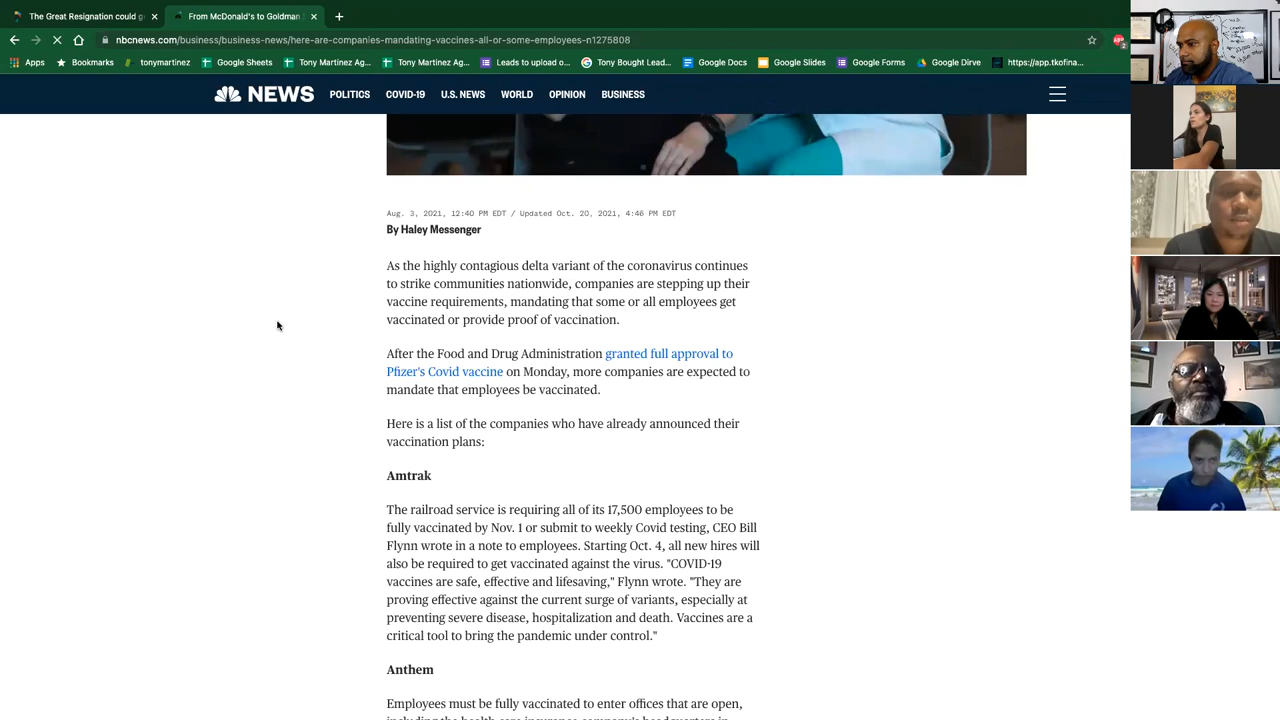 The Great Resignation could g
From McDonald's to Goldman
nbcnews.com/business/business-news/here-are-companies-mandating-vaccines-all-or-some-employees-n1275808
Apps Bookmarks tonymartinez Google Sheets Tony Martinez Ag... Tony Martinez Ag... Leads to upload o... Tony Bought Lead... Google Docs Google Slides Google Forms Google Dirve https://app.tkofina...
NEWS POLITICS COVID-19 U.S. NEWS WORLD OPINION BUSINESS
Aug. 3, 2021, 12:40 PM EDT / Updated Oct. 20, 2021, 4:46 PM EDT
By Haley Messenger
As the highly contagious delta variant of the coronavirus continues
to strike communities nationwide, companies are stepping up their
vaccine requirements, mandating that some or all employees get
vaccinated or provide proof of vaccination.
After the Food and Drug Administration granted full approval to
Pfizer's Covid vaccine on Monday, more companies are expected to
mandate that employees be vaccinated.
Here is a list of the companies who have already announced their
vaccination plans:
Amtrak
The railroad service is requiring all of its 17,500 employees to be
fully vaccinated by Nov. 1 or submit to weekly Covid testing, CEO Bill
Flynn wrote in a note to employees. Starting Oct. 4, all new hires will
also be required to get vaccinated against the virus. "COVID-19
vaccines are safe, effective and lifesaving," Flynn wrote. "They are
proving effective against the current surge of variants, especially at
preventing severe disease, hospitalization and death. Vaccines are a
critical tool to bring the pandemic under control."
Anthem
Employees must be fully vaccinated to enter offices that are open,
including the health care insurance company's headquarters in